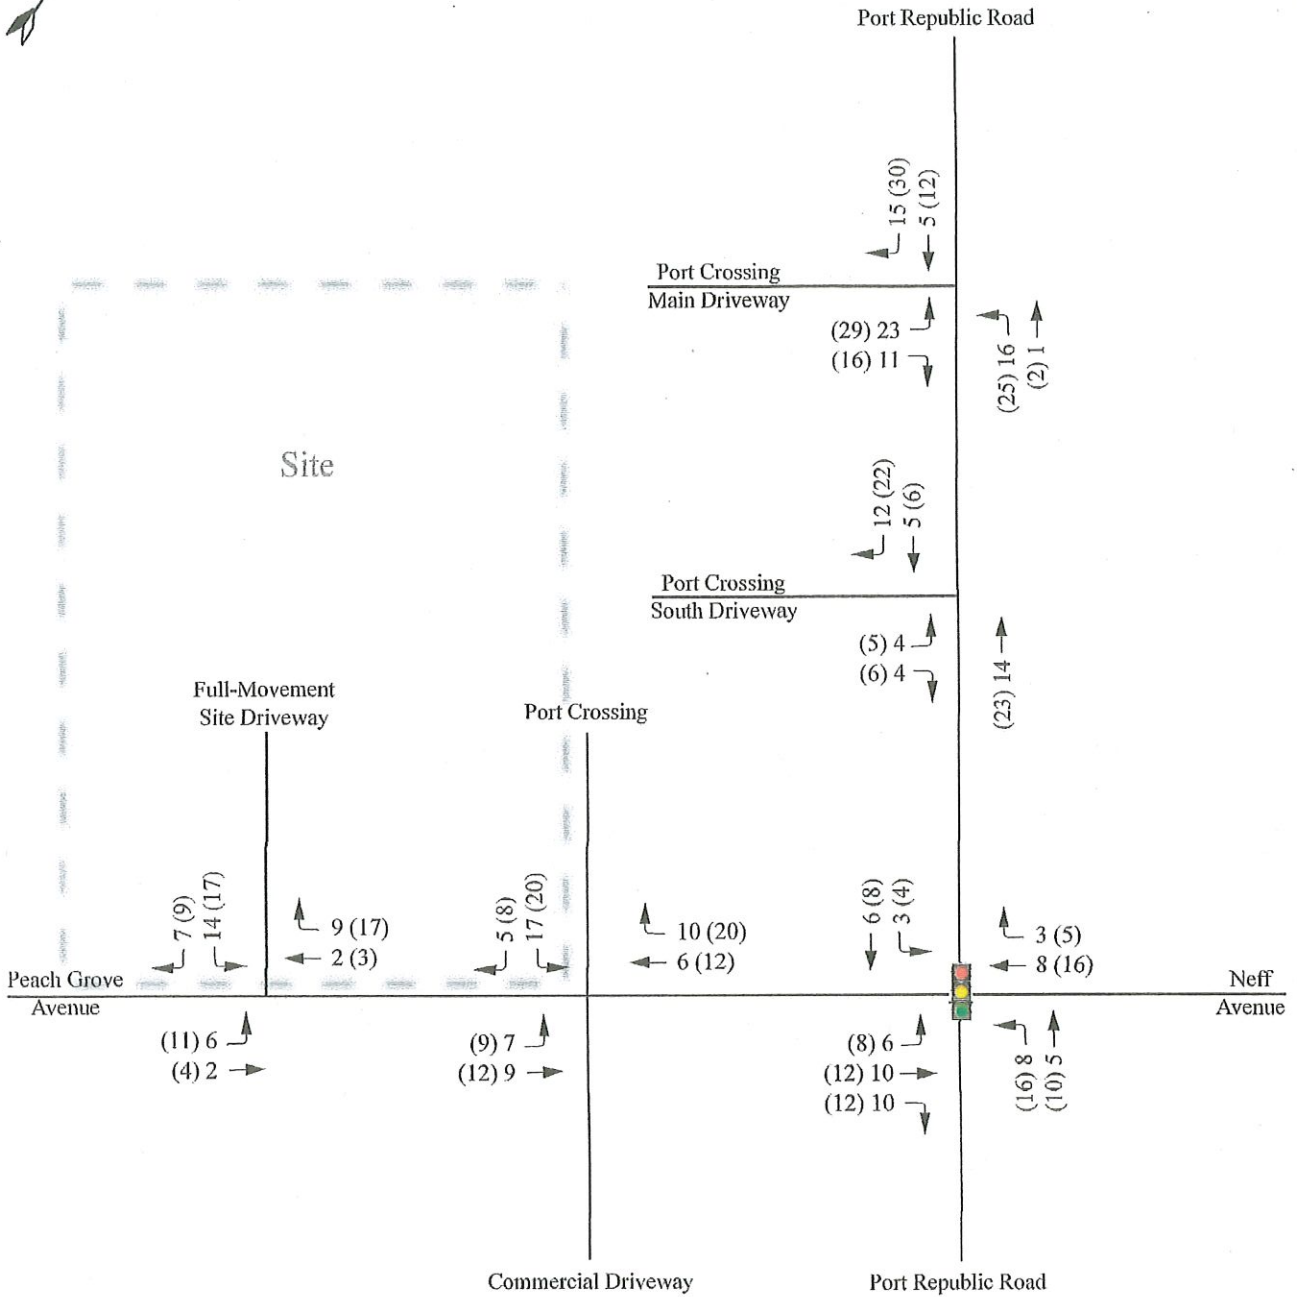 Port Republic Road
15 (30)
5 (12)
Port Crossing
Main Driveway
(29) 23
(16) 11
(25) 16
(2) 1
Site
12 (22)
5 (6)
Port Crossing
South Driveway
(5) 4
(6) 4
(23) 14
Full-Movement
Site Driveway
Port Crossing
7 (9)
14 (17)
9 (17)
2 (3)
5 (8)
17 (20)
10 (20)
6 (12)
6 (8)
3 (4)
3 (5)
8 (16)
Peach Grove
Avenue
Neff
Avenue
(11) 6
(4) 2
(9) 7
(12) 9
(8) 6
(12) 10
(12) 10
(16) 8
(10) 5
Commercial Driveway
Port Republic Road